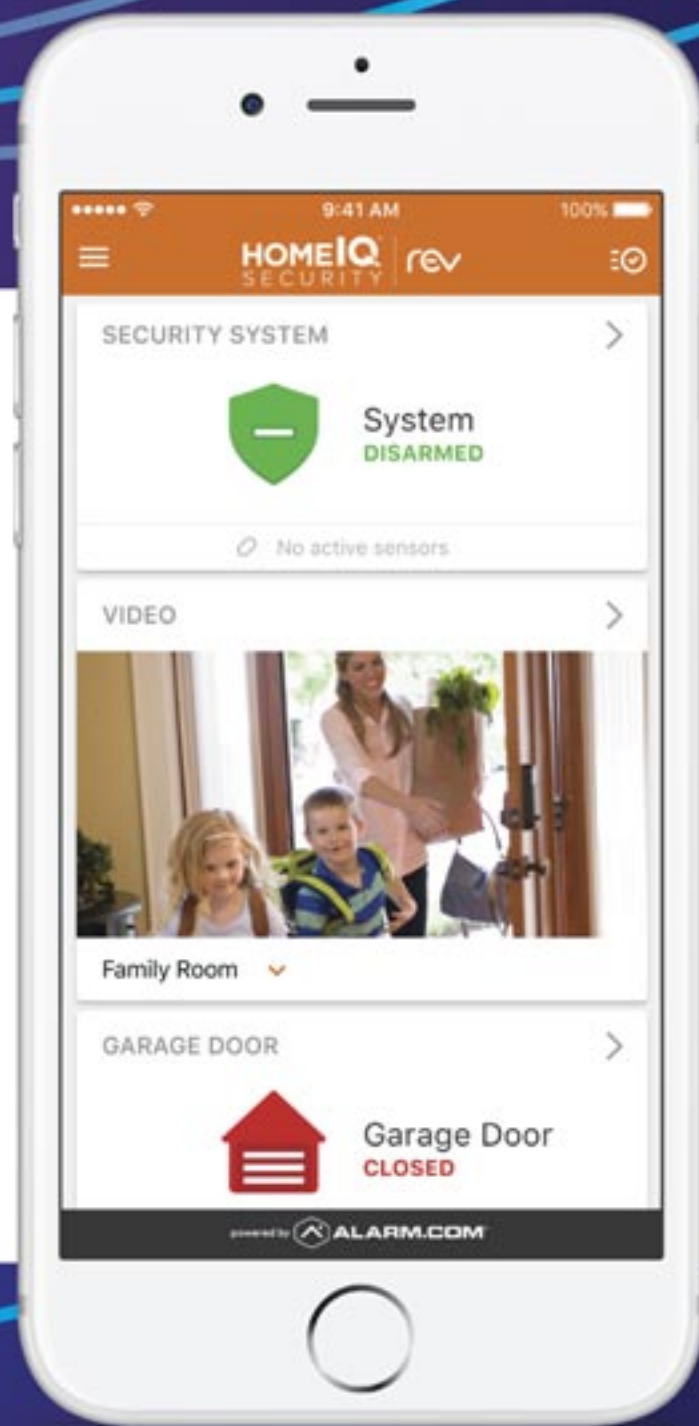 9:41 AM
100%
HOMEIQ rev
SECURITY
SECURITY SYSTEM
System
DISARMED
No active sensors
VIDEO
Family Room
GARAGE DOOR
Garage Door
CLOSED
powered by ALARM.COM